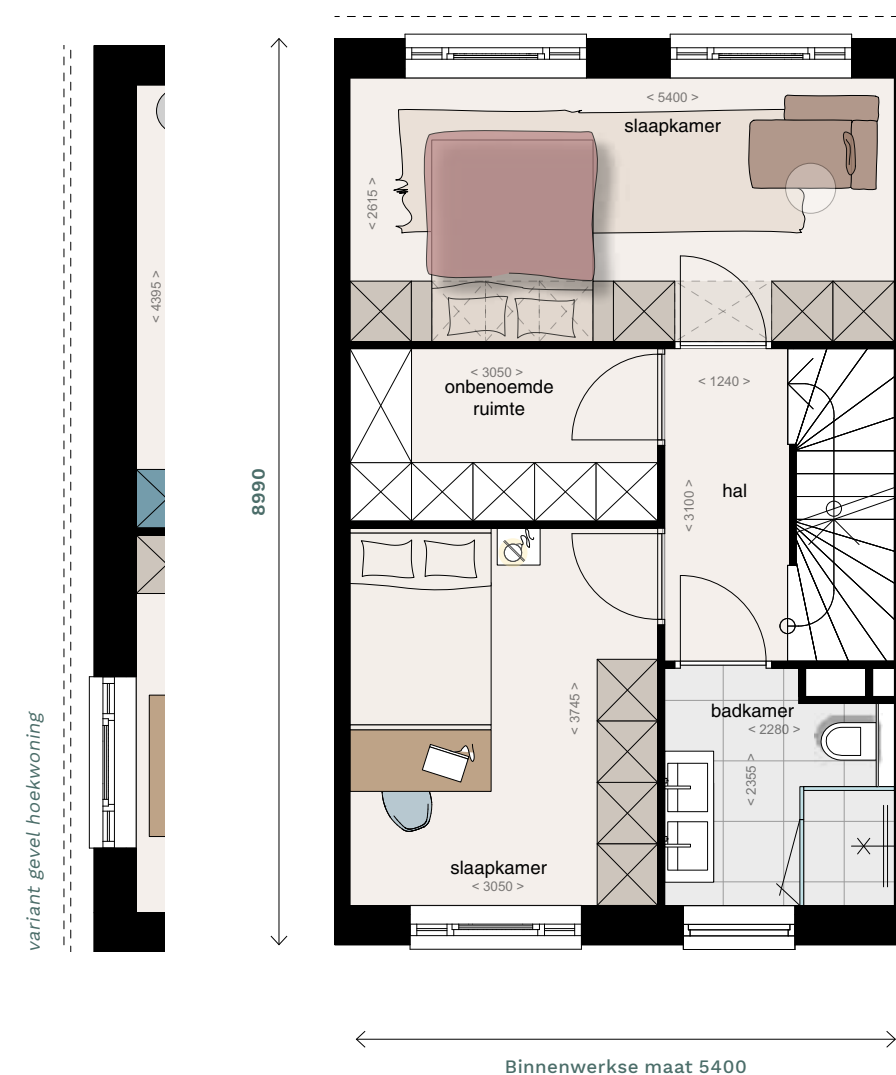 < 5400 >
slaapkamer
< 2615 >
< 4395 >
< 3050 >
onbenoemde
ruimte
< 1240 >
8990
< 3100 >
hal
< 3745 >
badkamer
< 2280 >
< 2355 >
variant gevel hoekwoning
slaapkamer
< 3050 >
Binnenwerkse maat 5400